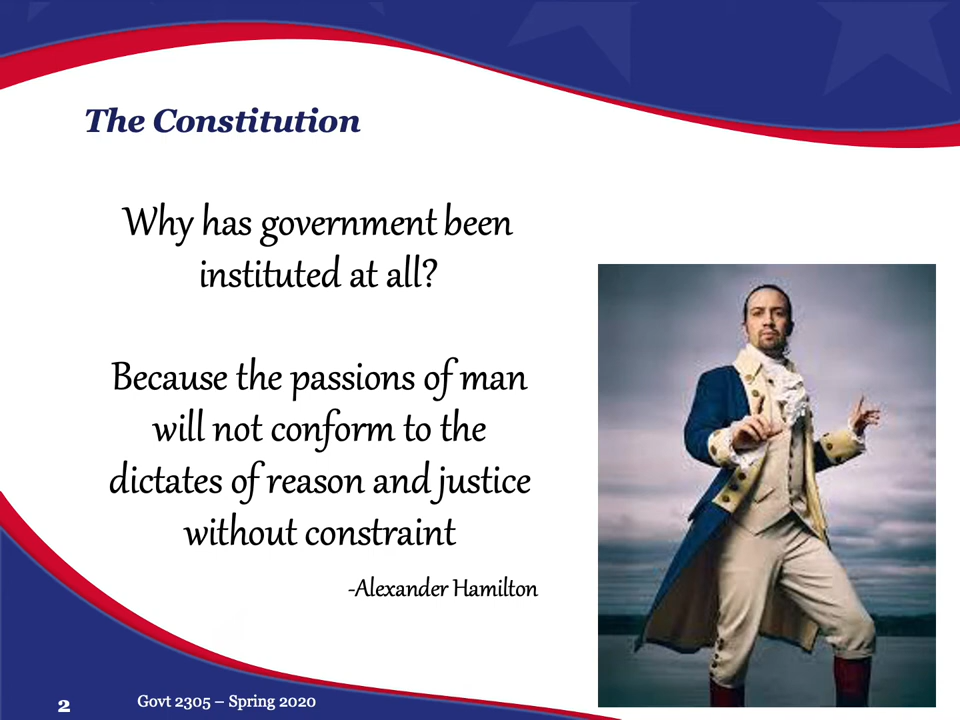 The Constitution
Why has government been
instituted at all?
Because the passions of man
will not conform to the
dictates of reason and justice
without constraint
-Alexander Hamilton
2
Govt 2305 – Spring 2020